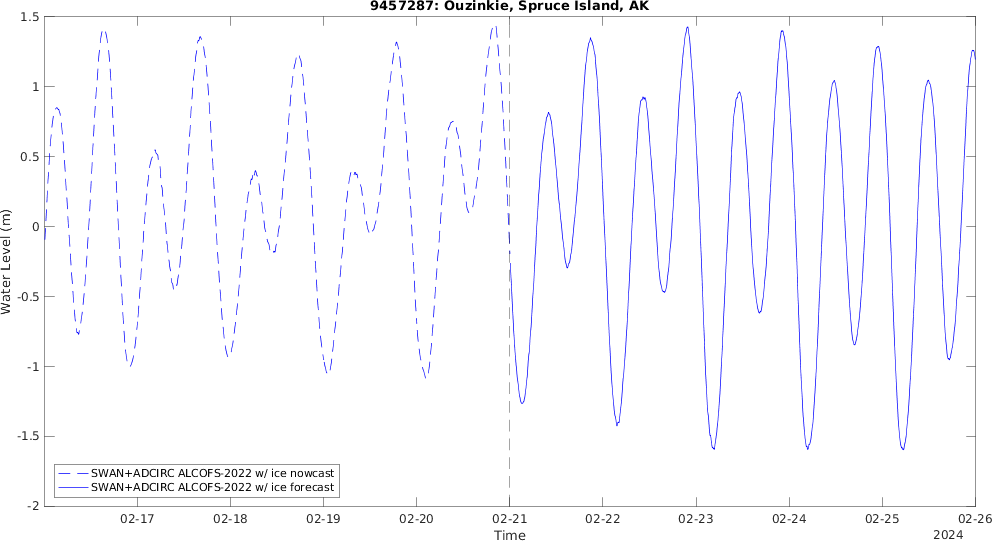 9457287: Ouzinkie, Spruce Island, AK
1.5
1
0.5
0
-0.5
-1
-1.5
-2
Water Level (m)
SWAN+ADCIRC ALCOFS-2022 w/ ice nowcast
SWAN+ADCIRC ALCOFS-2022 w/ ice forecast
02-17 02-18 02-19 02-20 02-21 02-22 02-23 02-24 02-25 02-26
Time
2024